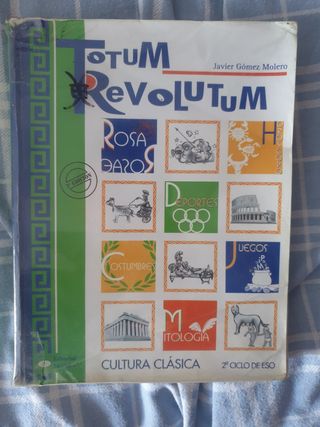 Totum
Revolutum
Javier Gómez Molero
Rosa
Rosae
H
Deportes
Costumbres
Juegos
Mitología
CULTURA CLÁSICA
2º CICLO DE ESO